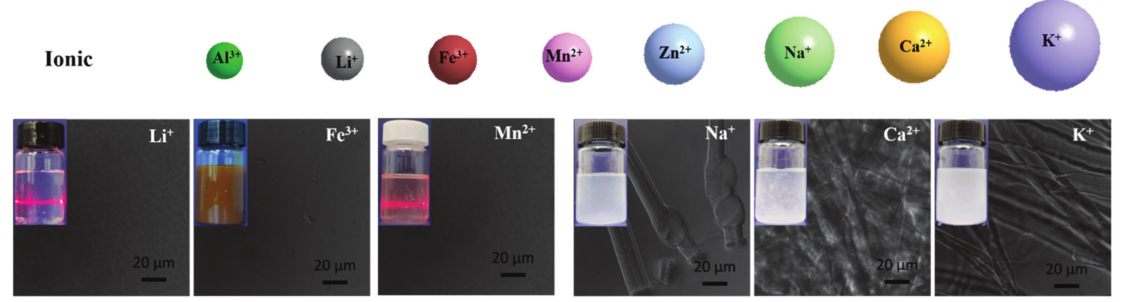 Ionic
Al³⁺
Li⁺
Fe³⁺
Mn²⁺
Zn²⁺
Na⁺
Ca²⁺
K⁺
Li⁺
Fe³⁺
Mn²⁺
Na⁺
Ca²⁺
K⁺
20 μm
20 μm
20 μm
20 μm
20 μm
20 μm